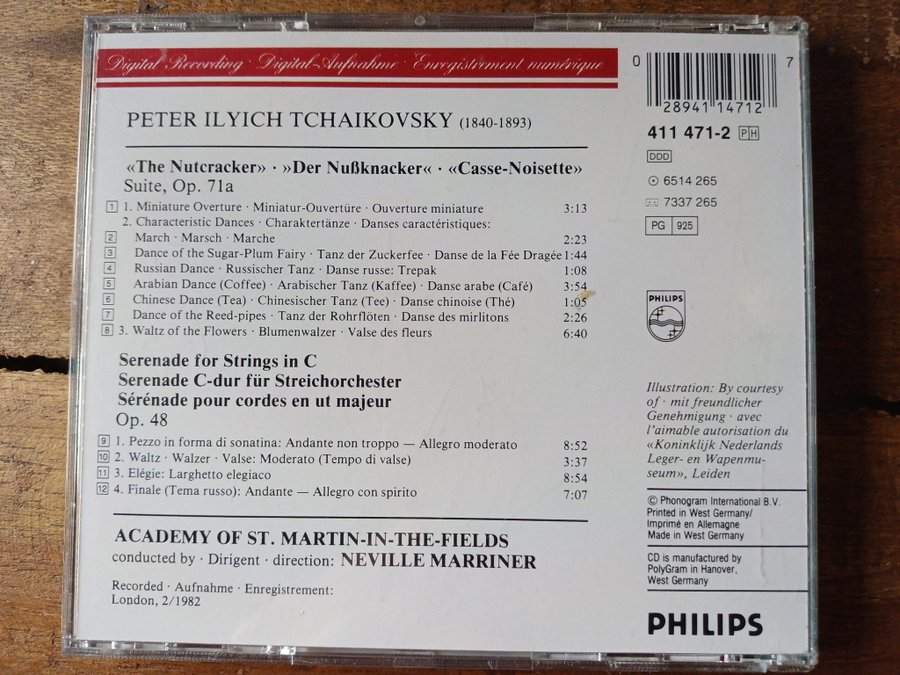 Digital Recording · Digital-Aufnahme · Enregistrement numérique
PETER ILYICH TCHAIKOVSKY (1840-1893)
«The Nutcracker» · »Der Nußknacker« · «Casse-Noisette»
Suite, Op. 71a
1 1. Miniature Overture · Miniatur-Ouvertüre · Ouverture miniature 3:13
2. Characteristic Dances · Charaktertänze · Danses caractéristiques:
2 March · Marsch · Marche 2:23
3 Dance of the Sugar-Plum Fairy · Tanz der Zuckerfee · Danse de la Fée Dragée 1:44
4 Russian Dance · Russischer Tanz · Danse russe: Trepak 1:08
5 Arabian Dance (Coffee) · Arabischer Tanz (Kaffee) · Danse arabe (Café) 3:54
6 Chinese Dance (Tea) · Chinesischer Tanz (Tee) · Danse chinoise (Thé) 1:05
7 Dance of the Reed-pipes · Tanz der Rohrflöten · Danse des mirlitons 2:26
8 3. Waltz of the Flowers · Blumenwalzer · Valse des fleurs 6:40
Serenade for Strings in C
Serenade C-dur für Streichorchester
Sérénade pour cordes en ut majeur
Op. 48
9 1. Pezzo in forma di sonatina: Andante non troppo — Allegro moderato 8:52
10 2. Waltz · Walzer · Valse: Moderato (Tempo di valse) 3:37
11 3. Elégie: Larghetto elegiaco 8:54
12 4. Finale (Tema russo): Andante — Allegro con spirito 7:07
ACADEMY OF ST. MARTIN-IN-THE-FIELDS
conducted by · Dirigent · direction: NEVILLE MARRINER
Recorded · Aufnahme · Enregistrement:
London, 2/1982
0 28941 14712 7
411 471-2 PH
DDD
6514 265
7337 265
PG 925
PHILIPS
Illustration: By courtesy
of · mit freundlicher
Genehmigung · avec
l'aimable autorisation du
«Koninklijk Nederlands
Leger- en Wapenmu-
seum», Leiden
© Phonogram International B.V.
Printed in West Germany/
Imprimé en Allemagne
Made in West Germany
CD is manufactured by
PolyGram in Hanover,
West Germany
PHILIPS